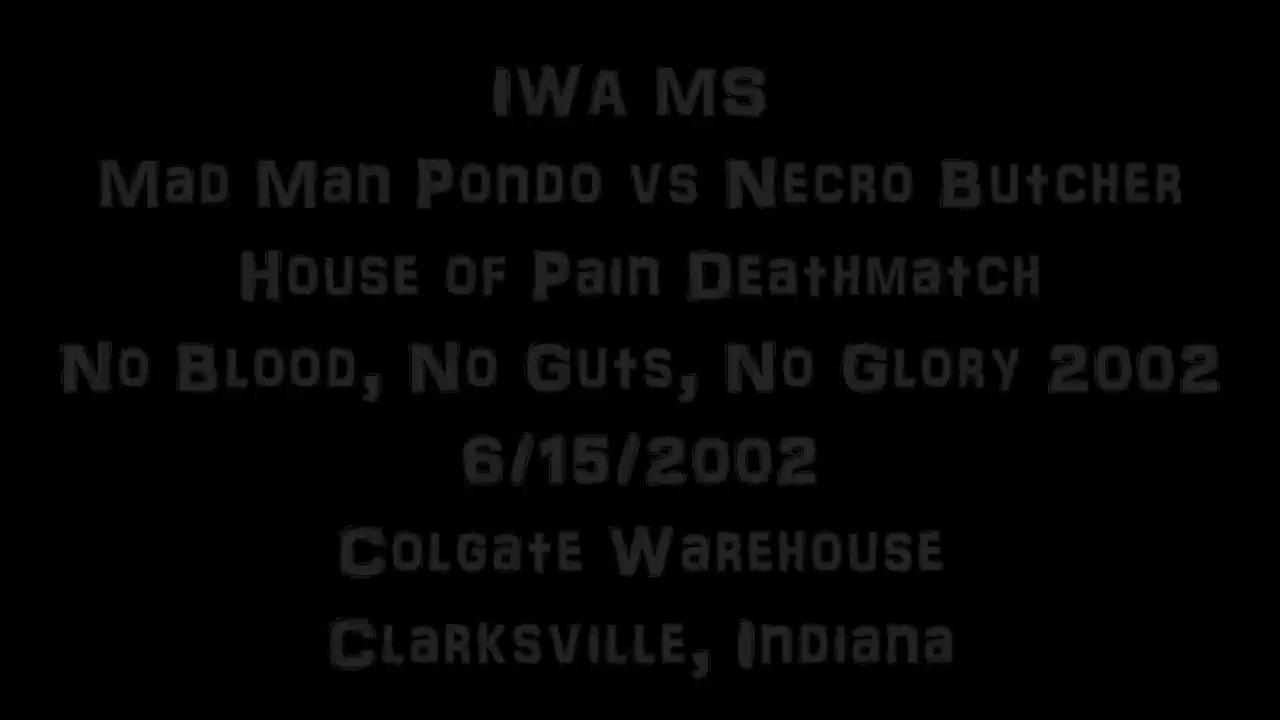 IWA MS
Mad Man Pondo vs Necro Butcher
House of Pain Deathmatch
No Blood, No Guts, No Glory 2002
6/15/2002
Colgate Warehouse
Clarksville, Indiana